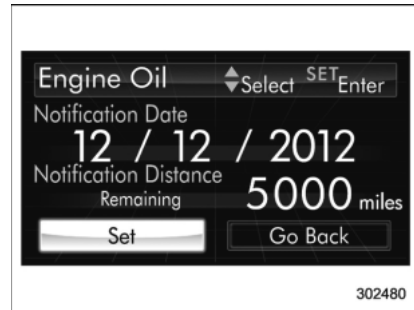 Engine Oil Select SET Enter
Notification Date
12 / 12 / 2012
Notification Distance
Remaining 5000 miles
Set Go Back
302480